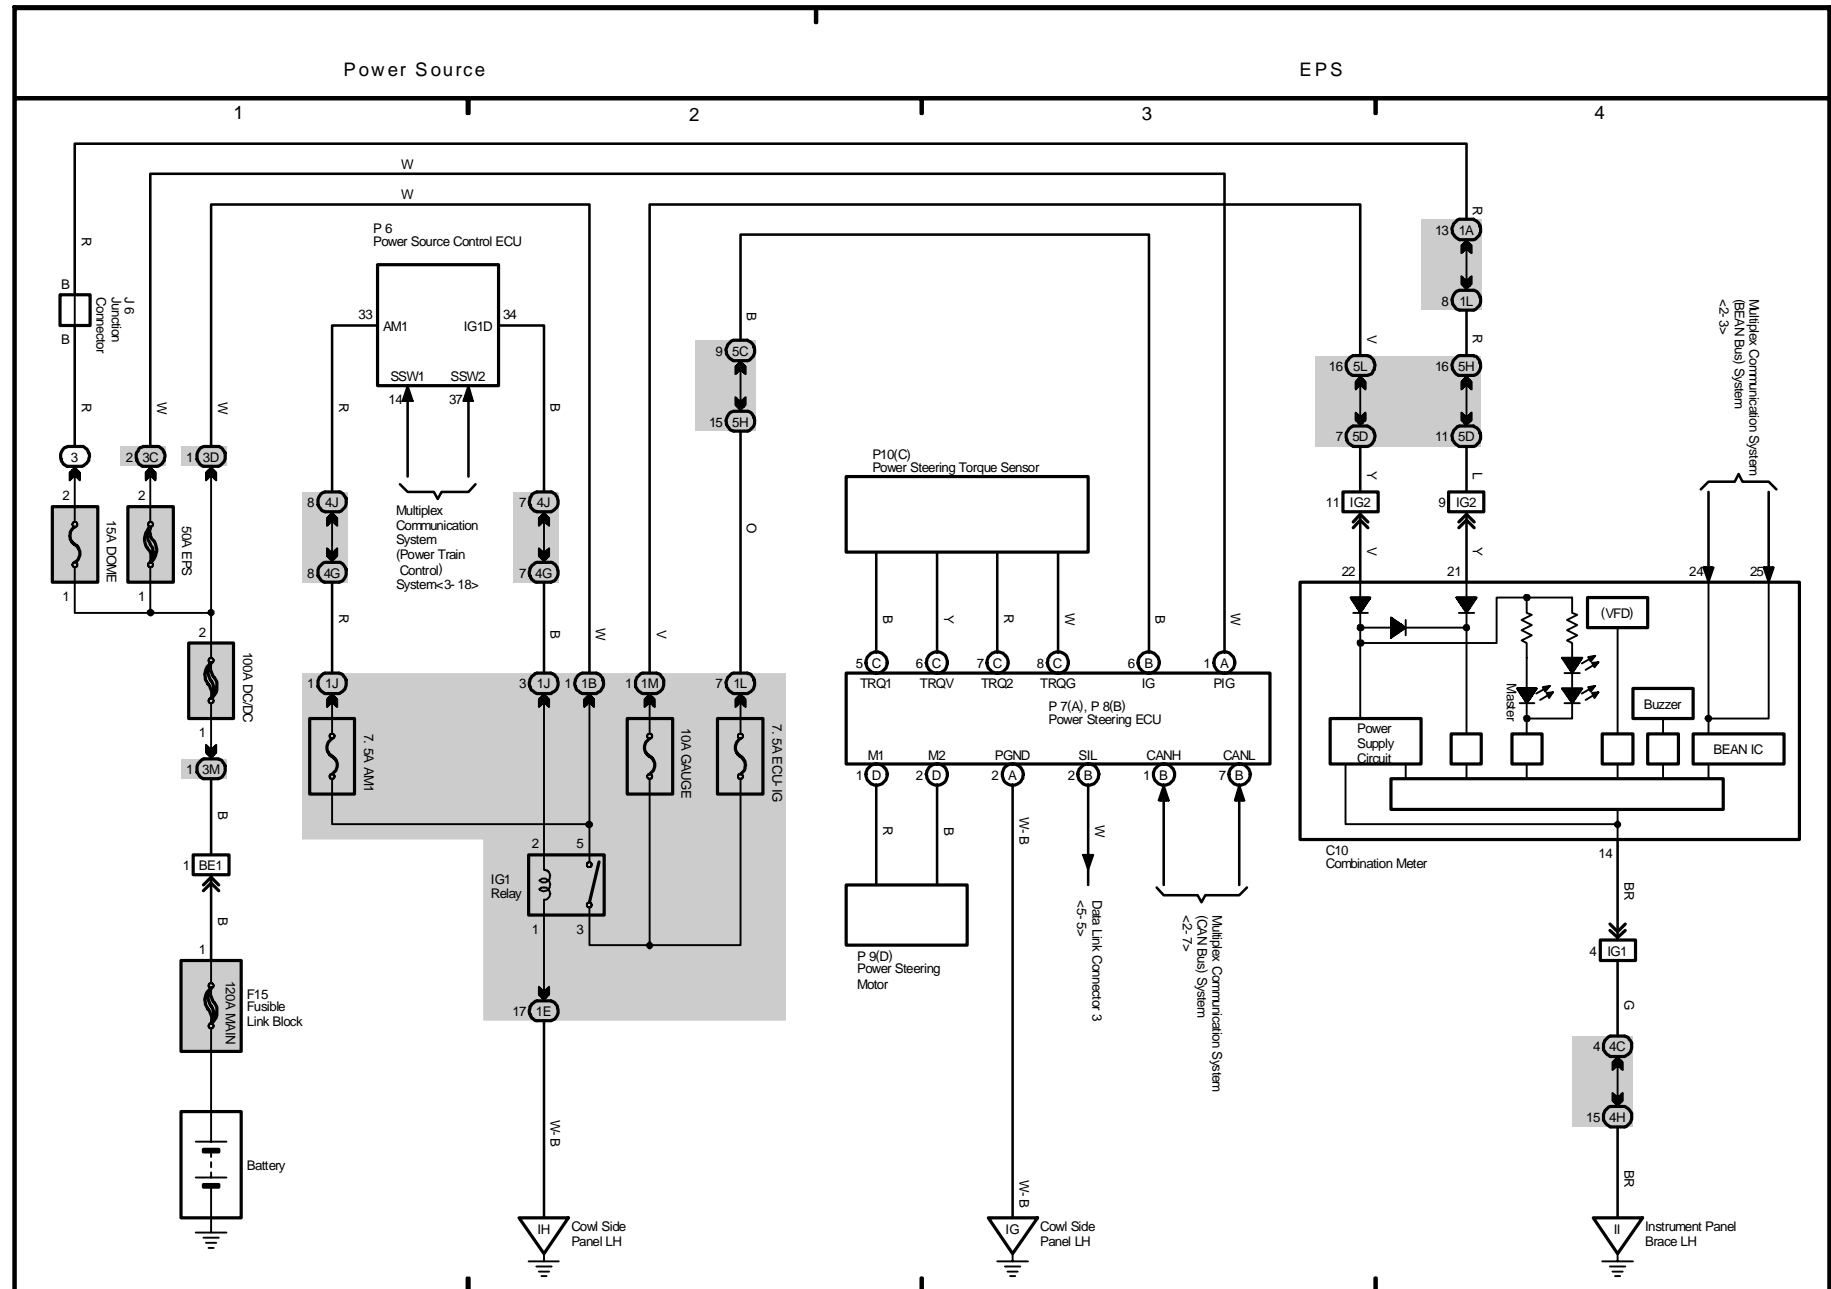 Power Source
EPS
1
2
3
4
W
W
R
B
J 6
Junction
Connector
B
R
W
W
3
2 3C
1 3D
2
2
15A DOME
50A EPS
1
1
2
100A DC/DC
1
1 3M
B
1 BE1
B
1
120A MAIN
F15
Fusible
Link Block
Battery
P 6
Power Source Control ECU
33
AM1
IG1D
34
SSW1
SSW2
14
37
R
B
Multiplex
Communication
System
(Power Train
Control)
System<3- 18>
8 4J
8 4G
7 4J
7 4G
R
B
W
V
O
B
9 5C
15 5H
1 1J
3 1J
1 1B
1 1M
7 1L
7. 5A AM1
10A GAUGE
7. 5A ECU- IG
2
5
IG1
Relay
1
3
17 1E
W- B
IH
Cowl Side
Panel LH
P10(C)
Power Steering Torque Sensor
B
Y
R
W
B
W
5 C
6 C
7 C
8 C
6 B
1 A
TRQ1
TRQV
TRQ2
TRQG
IG
PIG
P 7(A), P 8(B)
Power Steering ECU
M1
M2
PGND
SIL
CANH
CANL
1 D
2 D
2 A
2 B
1 B
7 B
R
B
W- B
W
P 9(D)
Power Steering
Motor
Data Link Connector 3
<5- 5>
Multiplex Communication System
(CAN Bus) System
<2- 7>
W- B
IG
Cowl Side
Panel LH
R
13 1A
8 1L
V
R
16 5L
16 5H
7 5D
11 5D
Y
L
11 IG2
9 IG2
V
Y
22
21
24
25
Multiplex Communication System
(BEAN Bus) System
<2- 3>
(VFD)
Master
Buzzer
Power
Supply
Circuit
BEAN IC
C10
Combination Meter
14
BR
4 IG1
G
4 4C
15 4H
BR
II
Instrument Panel
Brace LH